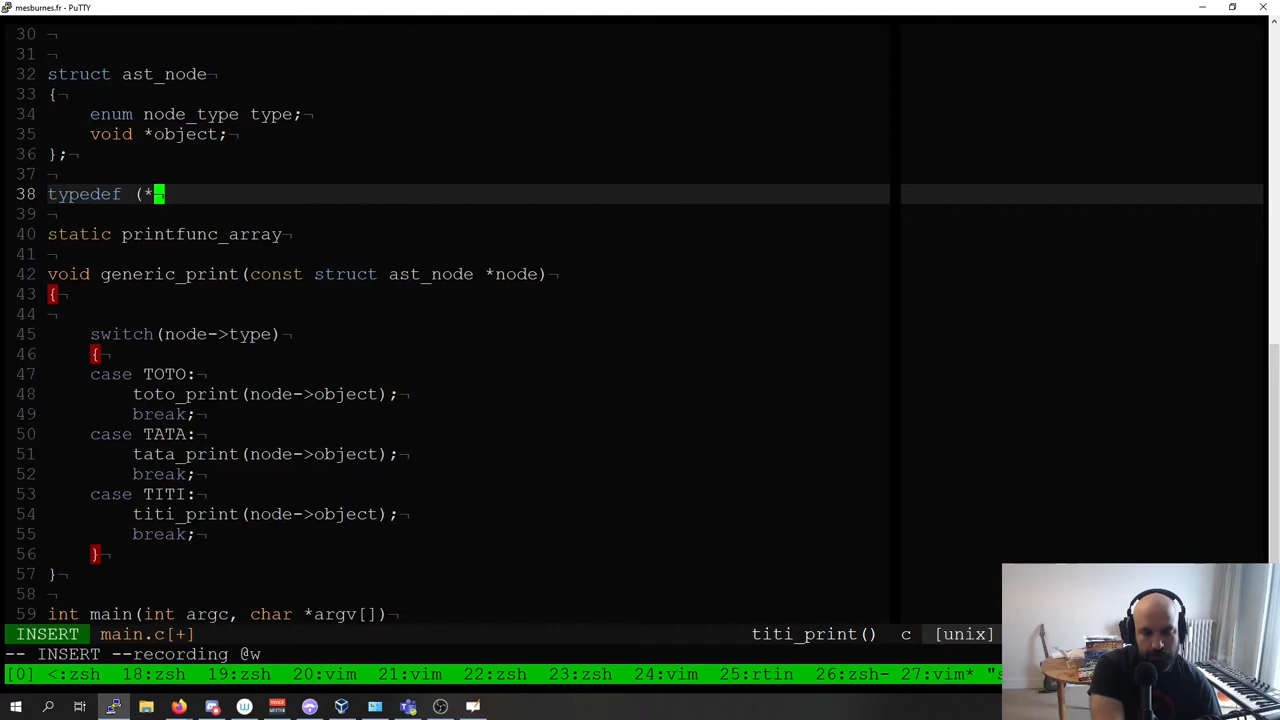 mesburnes.fr - PuTTY
30 ¬
31 ¬
32 struct ast_node¬
33 {¬
34     enum node_type type;¬
35     void *object;¬
36 };¬
37 ¬
38 typedef (*¬
39 ¬
40 static printfunc_array¬
41 ¬
42 void generic_print(const struct ast_node *node)¬
43 {¬
44 ¬
45     switch(node->type)¬
46     {¬
47     case TOTO:¬
48         toto_print(node->object);¬
49         break;¬
50     case TATA:¬
51         tata_print(node->object);¬
52         break;¬
53     case TITI:¬
54         titi_print(node->object);¬
55         break;¬
56     }¬
57 }¬
58 ¬
59 int main(int argc, char *argv[])¬
INSERT main.c[+] titi_print() c [unix]
-- INSERT --recording @w
[0] <:zsh 18:zsh 19:zsh 20:vim 21:vim 22:zsh 23:zsh 24:vim 25:rtin 26:zsh- 27:vim* "s